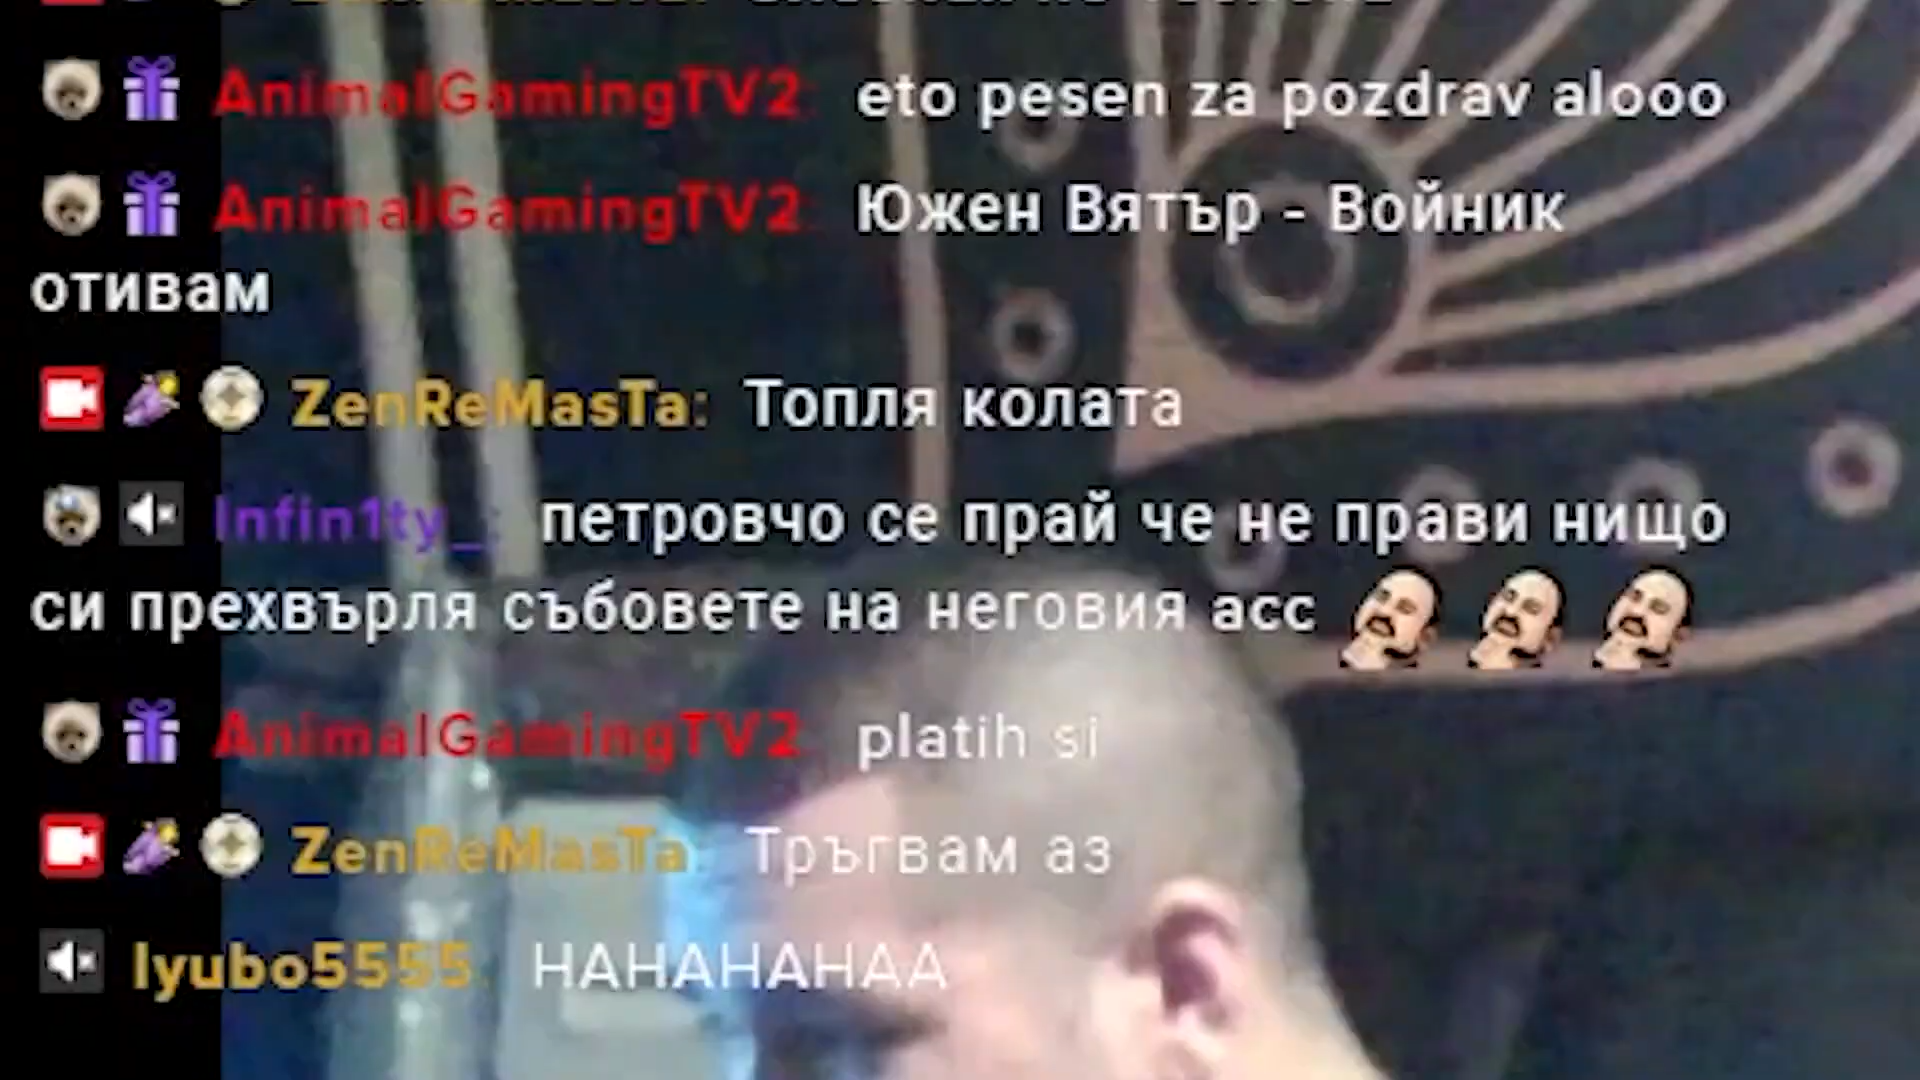 AnimalGamingTV2: eto pesen za pozdrav alooo
AnimalGamingTV2: Южен Вятър - Войник
отивам
ZenReMasTa: Топля колата
Infin1ty_: петровчо се прай че не прави нищо
си прехвърля събовете на неговия асс
AnimalGamingTV2: platih si
ZenReMasTa: Тръгвам аз
lyubo5555: HAHAHAHAA